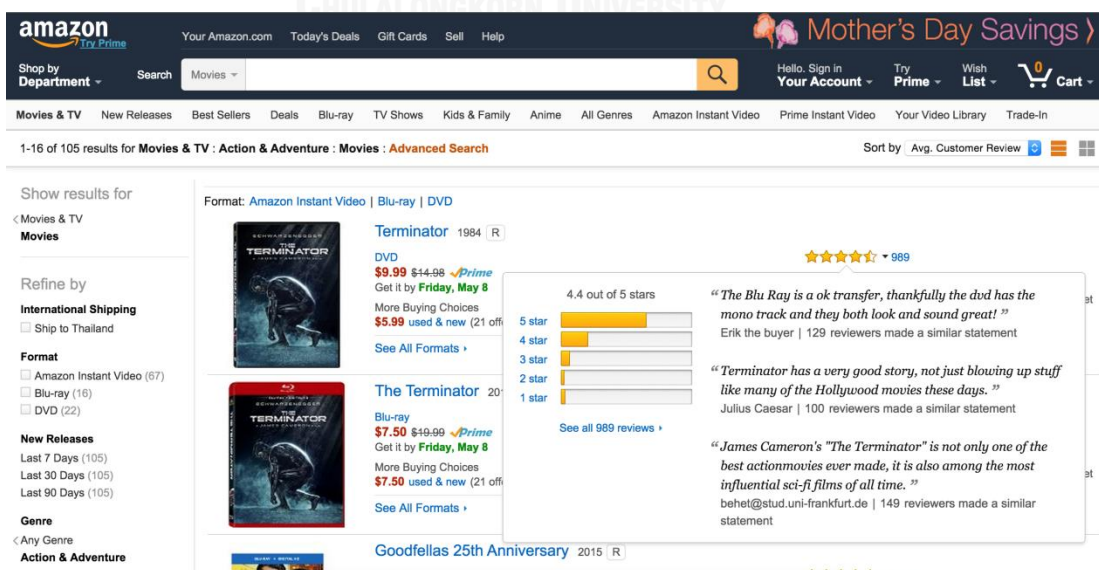 CHULALONGKORN UNIVERSITY
amazon
Try Prime
Your Amazon.com Today's Deals Gift Cards Sell Help
Mother's Day Savings
Shop by
Department
Search
Movies
Hello. Sign in
Your Account
Try
Prime
Wish
List
0
Cart
Movies & TV New Releases Best Sellers Deals Blu-ray TV Shows Kids & Family Anime All Genres Amazon Instant Video Prime Instant Video Your Video Library Trade-In
1-16 of 105 results for Movies & TV : Action & Adventure : Movies : Advanced Search
Sort by Avg. Customer Review
Show results for
‹Movies & TV
Movies
Refine by
International Shipping
Ship to Thailand
Format
Amazon Instant Video (67)
Blu-ray (16)
DVD (22)
New Releases
Last 7 Days (105)
Last 30 Days (105)
Last 90 Days (105)
Genre
‹Any Genre
Action & Adventure
Format: Amazon Instant Video | Blu-ray | DVD
SCHWARZENEGGER
THE
TERMINATOR
Terminator 1984 R
DVD
$9.99 $14.98 Prime
Get it by Friday, May 8
More Buying Choices
$5.99 used & new (21 off
See All Formats ›
989
4.4 out of 5 stars
5 star
4 star
3 star
2 star
1 star
See all 989 reviews ›
“ The Blu Ray is a ok transfer, thankfully the dvd has the
mono track and they both look and sound great! ”
Erik the buyer | 129 reviewers made a similar statement
“ Terminator has a very good story, not just blowing up stuff
like many of the Hollywood movies these days. ”
Julius Caesar | 100 reviewers made a similar statement
“ James Cameron's "The Terminator" is not only one of the
best actionmovies ever made, it is also among the most
influential sci-fi films of all time. ”
behet@stud.uni-frankfurt.de | 149 reviewers made a similar
statement
et
et
SCHWARZENEGGER
THE
TERMINATOR
The Terminator 20
Blu-ray
$7.50 $19.99 Prime
Get it by Friday, May 8
More Buying Choices
$7.50 used & new (21 off
See All Formats ›
Goodfellas 25th Anniversary 2015 R